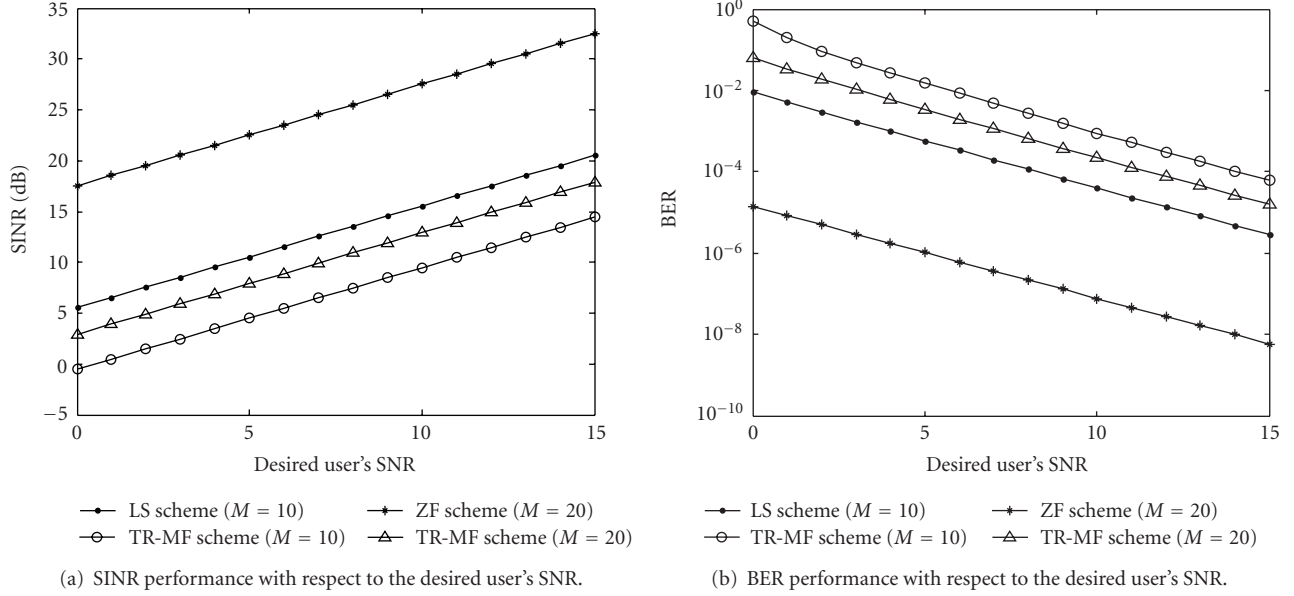 35
30
25
20
15
10
5
0
−5
SINR (dB)
0 5 10 15
Desired user's SNR
LS scheme (M = 10)
TR-MF scheme (M = 10)
ZF scheme (M = 20)
TR-MF scheme (M = 20)
(a) SINR performance with respect to the desired user's SNR.
10^0
10^−2
10^−4
10^−6
10^−8
10^−10
BER
0 5 10 15
Desired user's SNR
LS scheme (M = 10)
TR-MF scheme (M = 10)
ZF scheme (M = 20)
TR-MF scheme (M = 20)
(b) BER performance with respect to the desired user's SNR.